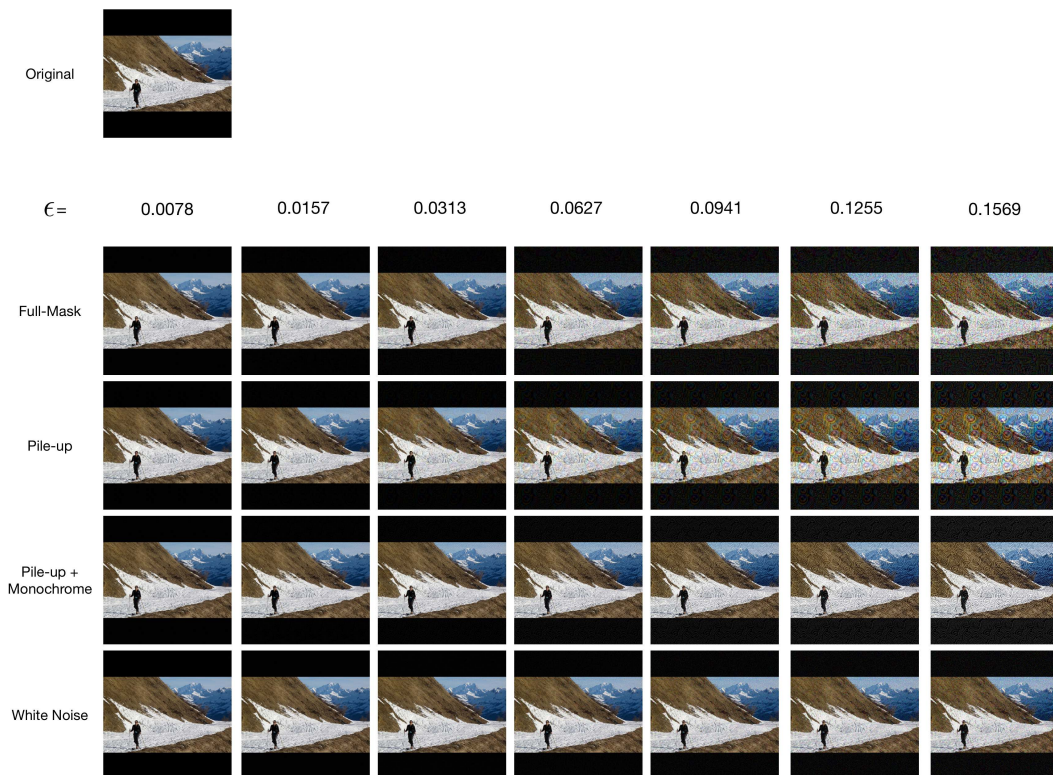 Original
ϵ= 0.0078 0.0157 0.0313 0.0627 0.0941 0.1255 0.1569
Full-Mask
Pile-up
Pile-up +
Monochrome
White Noise